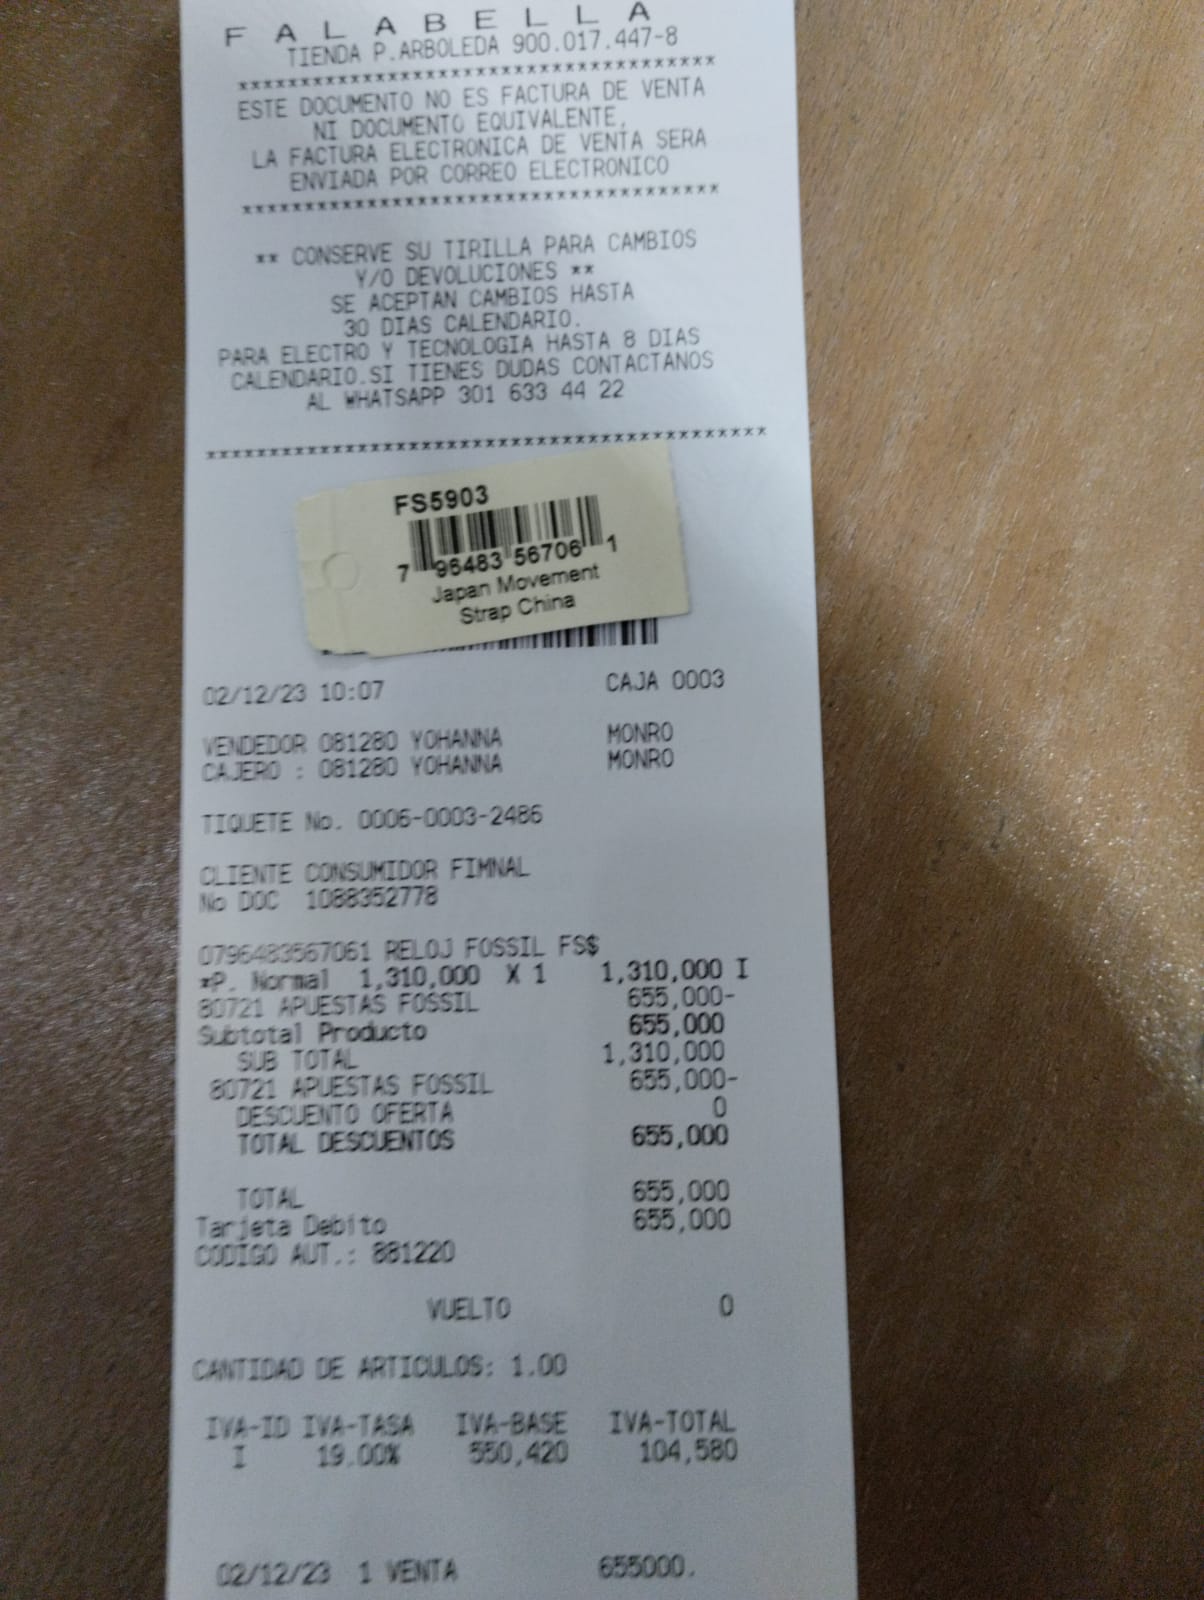 FALABELLA
TIENDA P.ARBOLEDA 900.017.447-8
**************************************
ESTE DOCUMENTO NO ES FACTURA DE VENTA
NI DOCUMENTO EQUIVALENTE,
LA FACTURA ELECTRONICA DE VENTA SERA
ENVIADA POR CORREO ELECTRONICO
**************************************
** CONSERVE SU TIRILLA PARA CAMBIOS
Y/O DEVOLUCIONES **
SE ACEPTAN CAMBIOS HASTA
30 DIAS CALENDARIO.
PARA ELECTRO Y TECNOLOGIA HASTA 8 DIAS
CALENDARIO.SI TIENES DUDAS CONTACTANOS
AL WHATSAPP 301 633 44 22
*********************************************
FS5903
7 96483 56706 1
Japan Movement
Strap China
02/12/23 10:07 CAJA 0003
VENDEDOR 081280 YOHANNA MONRO
CAJERO : 081280 YOHANNA MONRO
TIQUETE No. 0006-0003-2486
CLIENTE CONSUMIDOR FIMNAL
No DOC 1088352778
0796483567061 RELOJ FOSSIL FS$
*P. Normal 1,310,000 X 1 1,310,000 I
80721 APUESTAS FOSSIL 655,000-
Subtotal Producto 655,000
SUB TOTAL 1,310,000
80721 APUESTAS FOSSIL 655,000-
DESCUENTO OFERTA 0
TOTAL DESCUENTOS 655,000
TOTAL 655,000
Tarjeta Debito 655,000
CODIGO AUT.: 881220
VUELTO 0
CANTIDAD DE ARTICULOS: 1.00
IVA-ID IVA-TASA IVA-BASE IVA-TOTAL
I 19.00% 550,420 104,580
02/12/23 1 VENTA 655000.